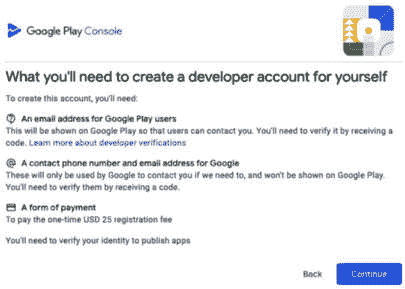 Google Play Console
What you'll need to create a developer account for yourself
To create this account, you'll need:
An email address for Google Play users
This will be shown on Google Play so that users can contact you. You'll need to verify it by receiving a
code. Learn more about developer verifications
A contact phone number and email address for Google
These will only be used by Google to contact you if we need to, and won't be shown on Google Play.
You'll need to verify them by receiving a code.
A form of payment
To pay the one-time USD 25 registration fee
You'll need to verify your identity to publish apps
Back Continue